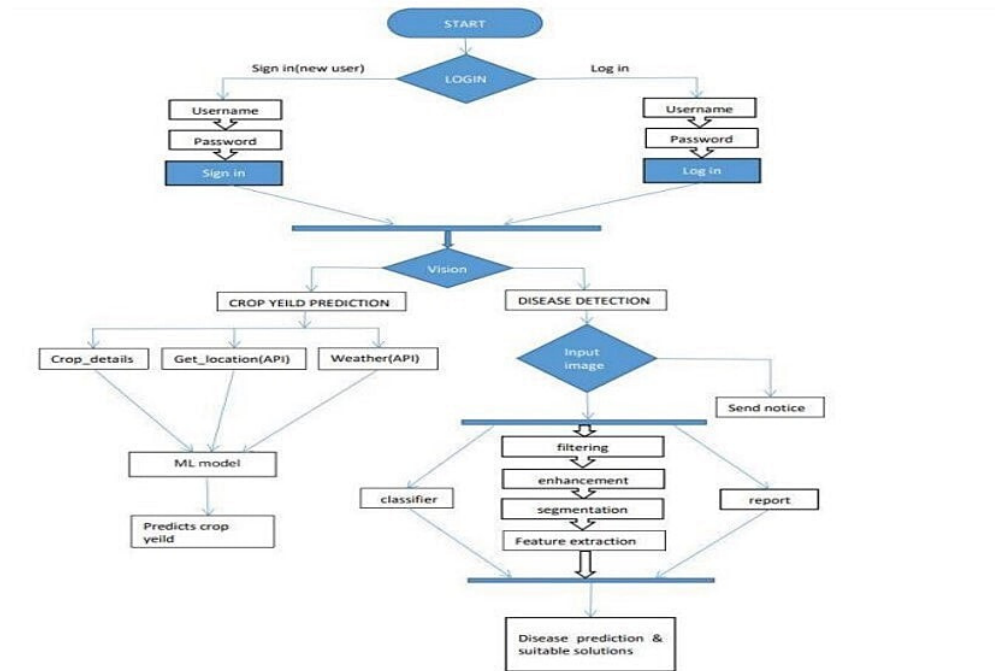 START
LOGIN
Sign in(new user)
Log in
Username
Password
Sign in
Username
Password
Log in
Vision
CROP YEILD PREDICTION
DISEASE DETECTION
Crop_details
Get_location(API)
Weather(API)
Input
image
Send notice
ML model
Predicts crop
yeild
filtering
enhancement
segmentation
Feature extraction
classifier
report
Disease prediction &
suitable solutions